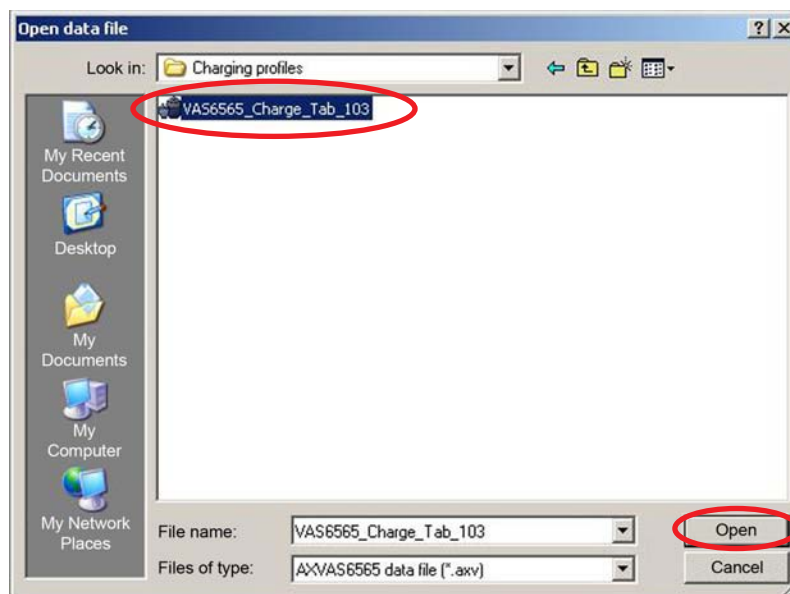 Open data file
Look in:
Charging profiles
VAS6565_Charge_Tab_103
My Recent
Documents
Desktop
My
Documents
My
Computer
My Network
Places
File name:
VAS6565_Charge_Tab_103
Open
Files of type:
AXVAS6565 data file (*.axv)
Cancel